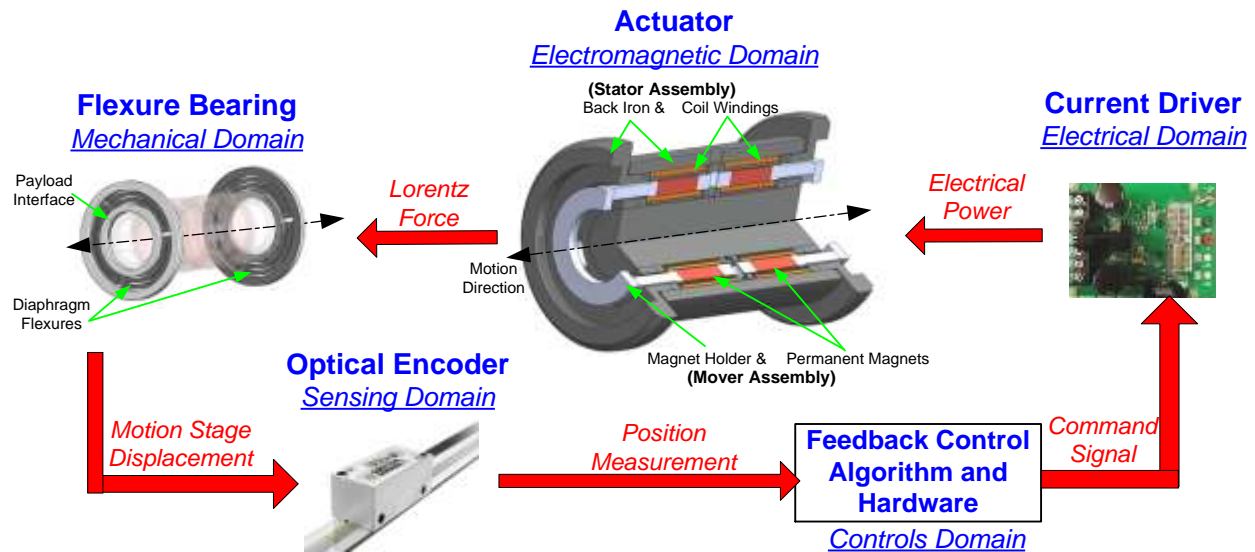 Actuator
Electromagnetic Domain
(Stator Assembly)
Back Iron & Coil Windings
Flexure Bearing
Mechanical Domain
Current Driver
Electrical Domain
Payload
Interface
Lorentz
Force
Electrical
Power
Motion
Direction
Diaphragm
Flexures
Magnet Holder & Permanent Magnets
(Mover Assembly)
Optical Encoder
Sensing Domain
Motion Stage
Displacement
Position
Measurement
Feedback Control
Algorithm and
Hardware
Controls Domain
Command
Signal